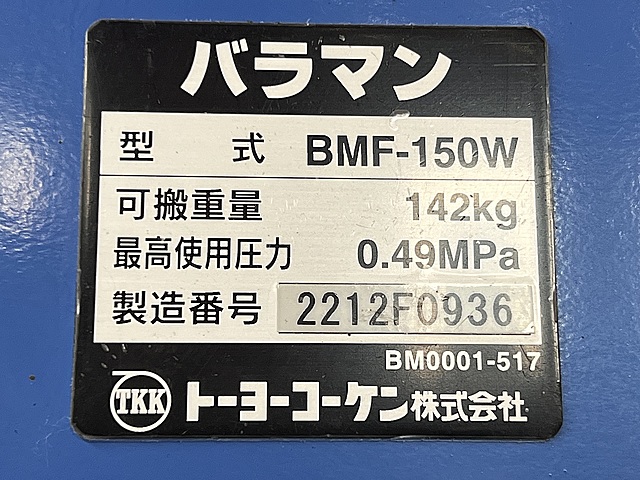 バラマン
型 式 BMF-150W
可搬重量 142kg
最高使用圧力 0.49MPa
製造番号 2212F0936
BM0001-517
TKK トーヨーコーケン株式会社